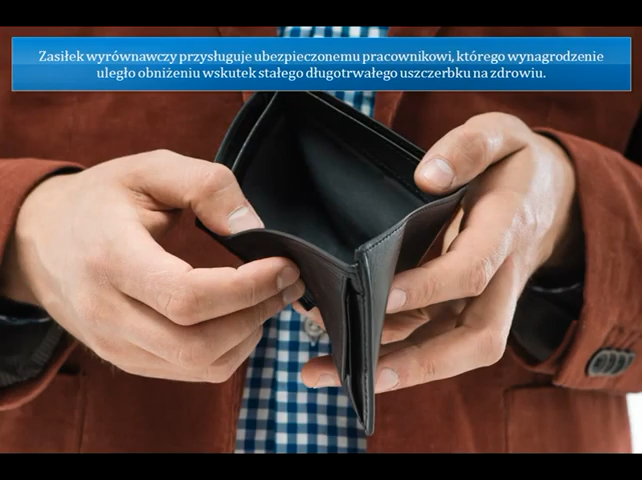 Zasiłek wyrównawczy przysługuje ubezpieczonemu pracownikowi, którego wynagrodzenie
uległo obniżeniu wskutek stałego długotrwałego uszczerbku na zdrowiu.